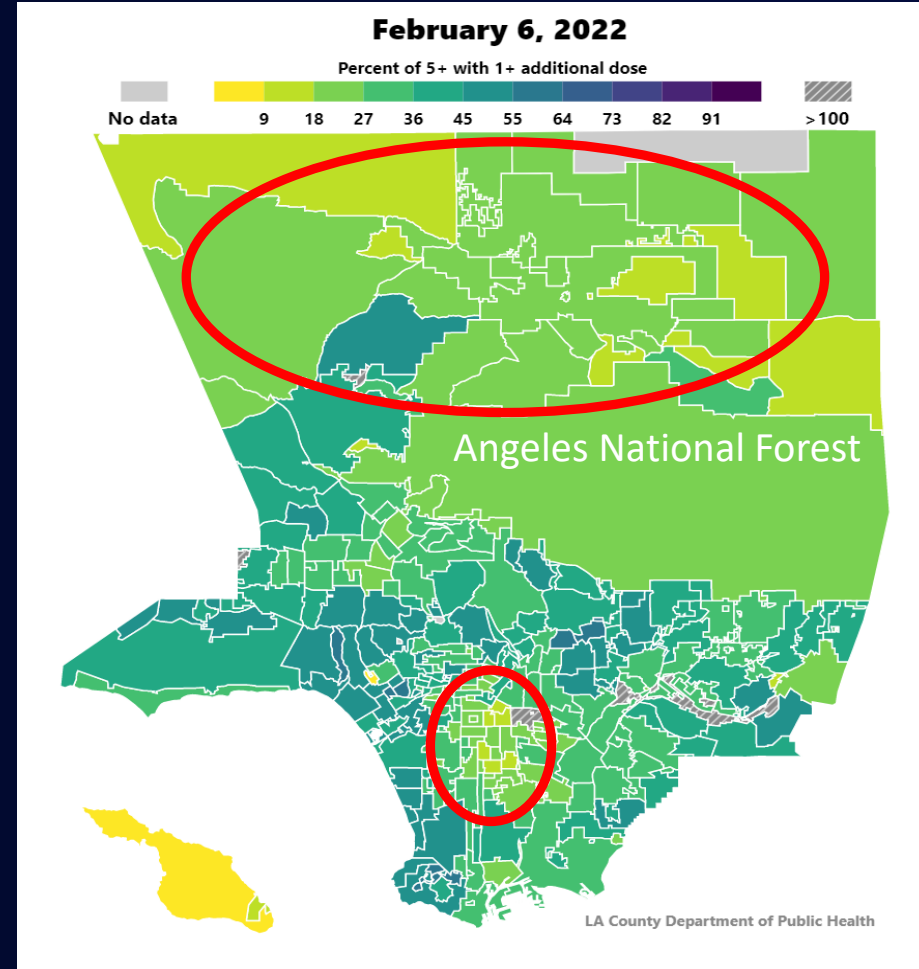 February 6, 2022
Percent of 5+ with 1+ additional dose
No data 9 18 27 36 45 55 64 73 82 91 >100
Angeles National Forest
LA County Department of Public Health